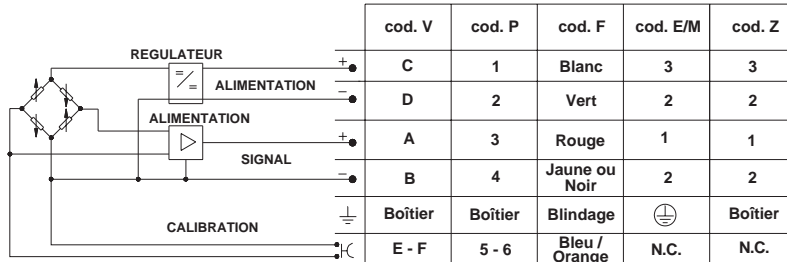 cod. V cod. P cod. F cod. E/M cod. Z
REGULATEUR
+ C 1 Blanc 3 3
ALIMENTATION
− D 2 Vert 2 2
ALIMENTATION
+ A 3 Rouge 1 1
SIGNAL
− B 4 Jaune ou Noir 2 2
Boîtier Boîtier Blindage Boîtier
CALIBRATION
E - F 5 - 6 Bleu / Orange N.C. N.C.